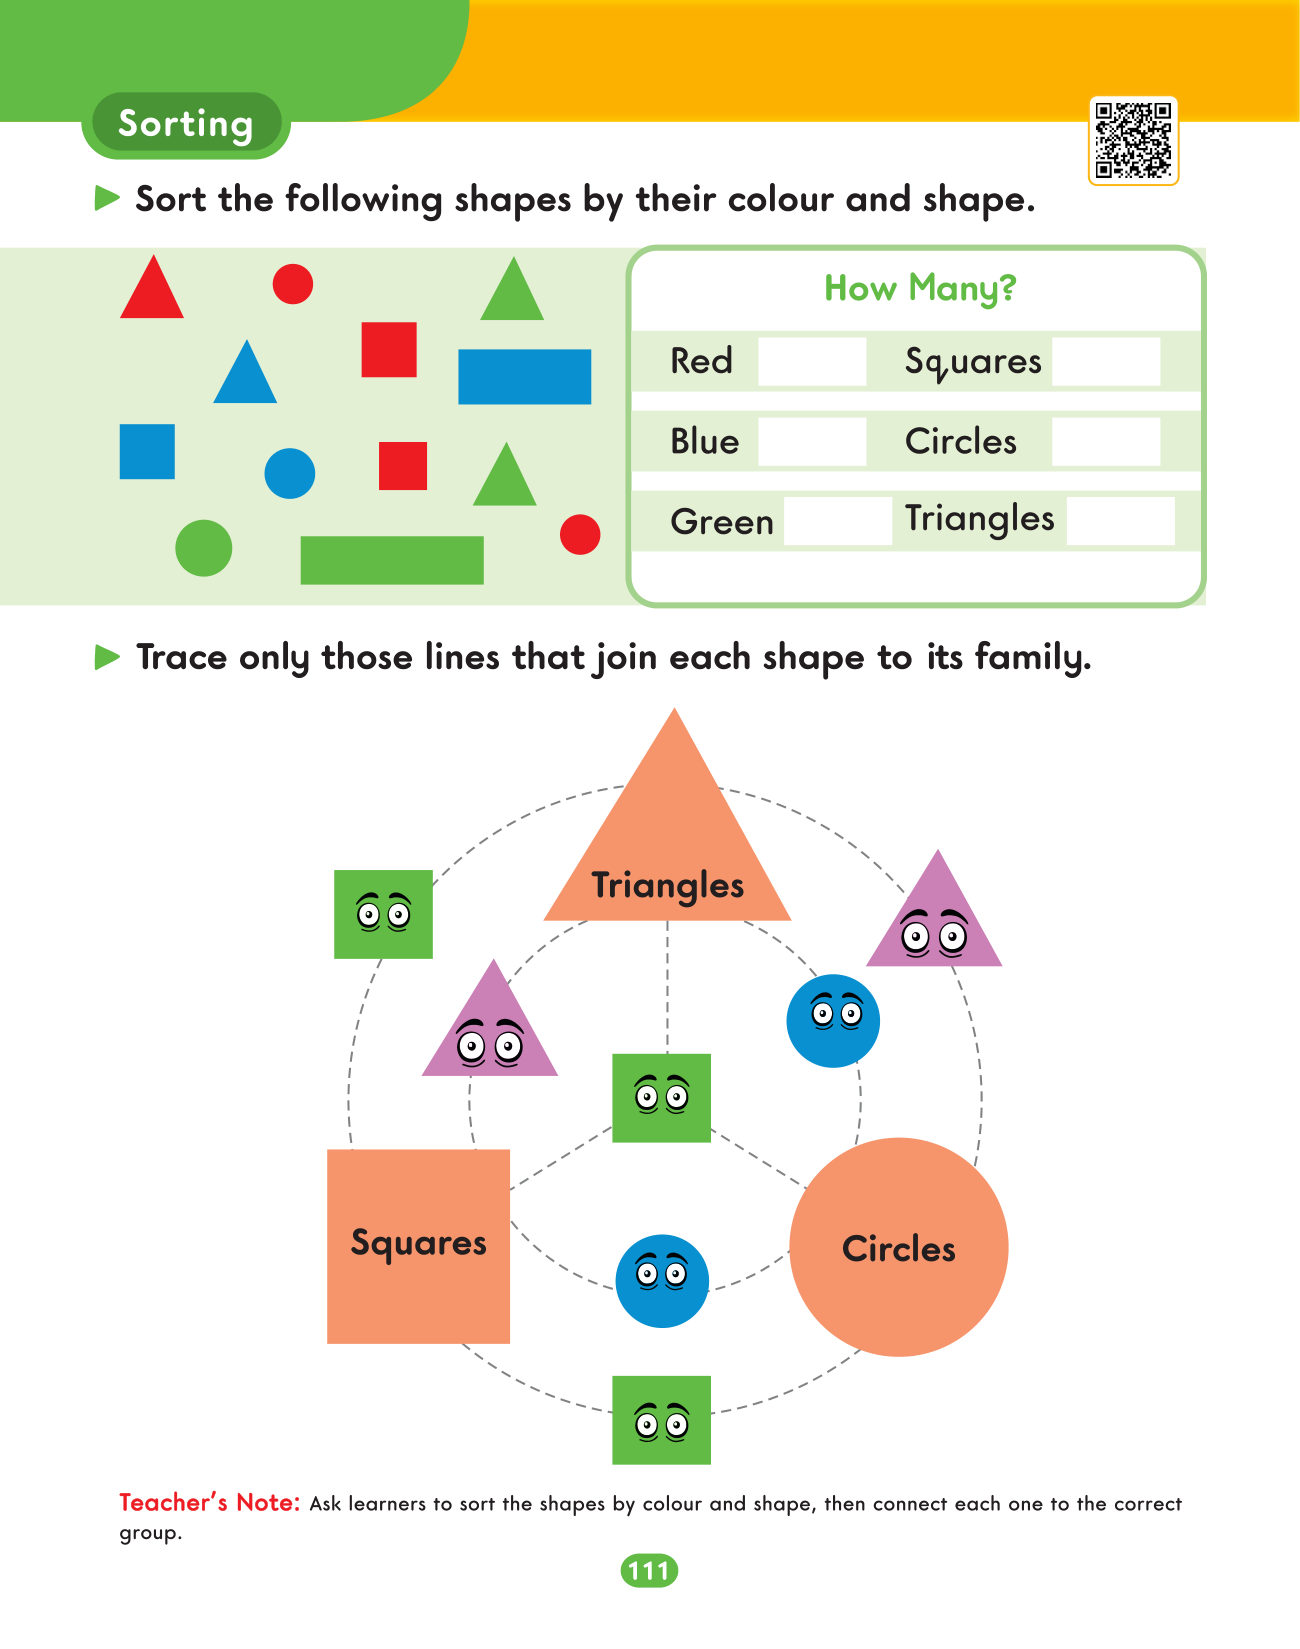 Sorting
Sort the following shapes by their colour and shape.
How Many?
Red Squares
Blue Circles
Green Triangles
Trace only those lines that join each shape to its family.
Triangles
Squares
Circles
Teacher's Note: Ask learners to sort the shapes by colour and shape, then connect each one to the correct
group.
111